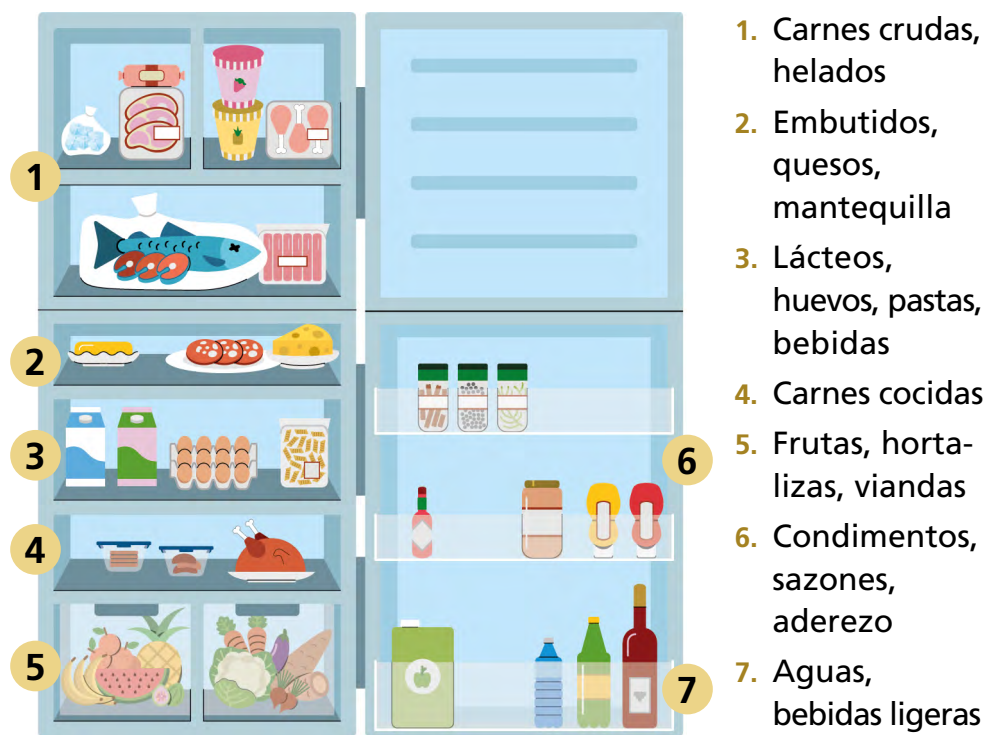 1
2
3
4
5
6
7
1. Carnes crudas,
helados
2. Embutidos,
quesos,
mantequilla
3. Lácteos,
huevos, pastas,
bebidas
4. Carnes cocidas
5. Frutas, horta-
lizas, viandas
6. Condimentos,
sazones,
aderezo
7. Aguas,
bebidas ligeras